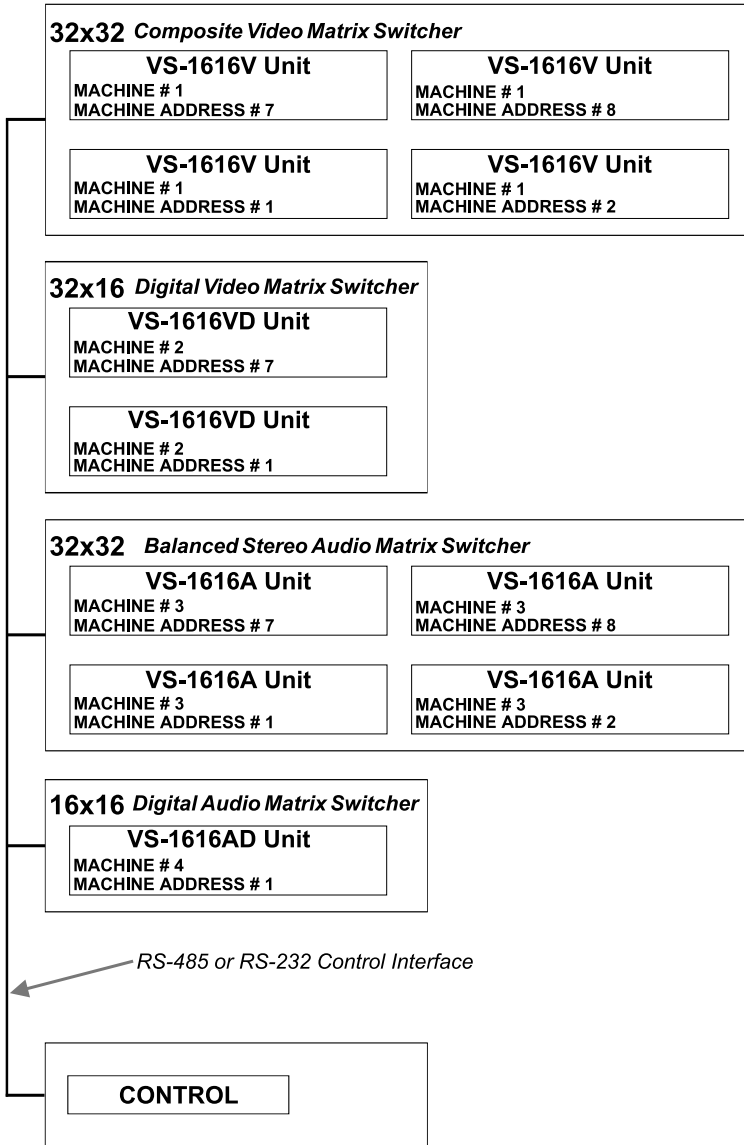 32x32 Composite Video Matrix Switcher
VS-1616V Unit
MACHINE # 1
MACHINE ADDRESS # 7
VS-1616V Unit
MACHINE # 1
MACHINE ADDRESS # 8
VS-1616V Unit
MACHINE # 1
MACHINE ADDRESS # 1
VS-1616V Unit
MACHINE # 1
MACHINE ADDRESS # 2
32x16 Digital Video Matrix Switcher
VS-1616VD Unit
MACHINE # 2
MACHINE ADDRESS # 7
VS-1616VD Unit
MACHINE # 2
MACHINE ADDRESS # 1
32x32 Balanced Stereo Audio Matrix Switcher
VS-1616A Unit
MACHINE # 3
MACHINE ADDRESS # 7
VS-1616A Unit
MACHINE # 3
MACHINE ADDRESS # 8
VS-1616A Unit
MACHINE # 3
MACHINE ADDRESS # 1
VS-1616A Unit
MACHINE # 3
MACHINE ADDRESS # 2
16x16 Digital Audio Matrix Switcher
VS-1616AD Unit
MACHINE # 4
MACHINE ADDRESS # 1
RS-485 or RS-232 Control Interface
CONTROL